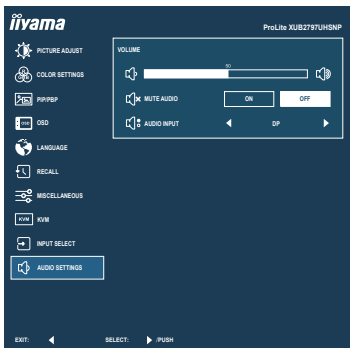 iiyama
ProLite XUB2797UHSNP
PICTURE ADJUST
COLOR SETTINGS
PIP/PBP
OSD
OSD
LANGUAGE
RECALL
MISCELLANEOUS
KVM
KVM
INPUT SELECT
AUDIO SETTINGS
VOLUME
50
MUTE AUDIO
ON
OFF
AUDIO INPUT
DP
EXIT:
SELECT:
/PUSH